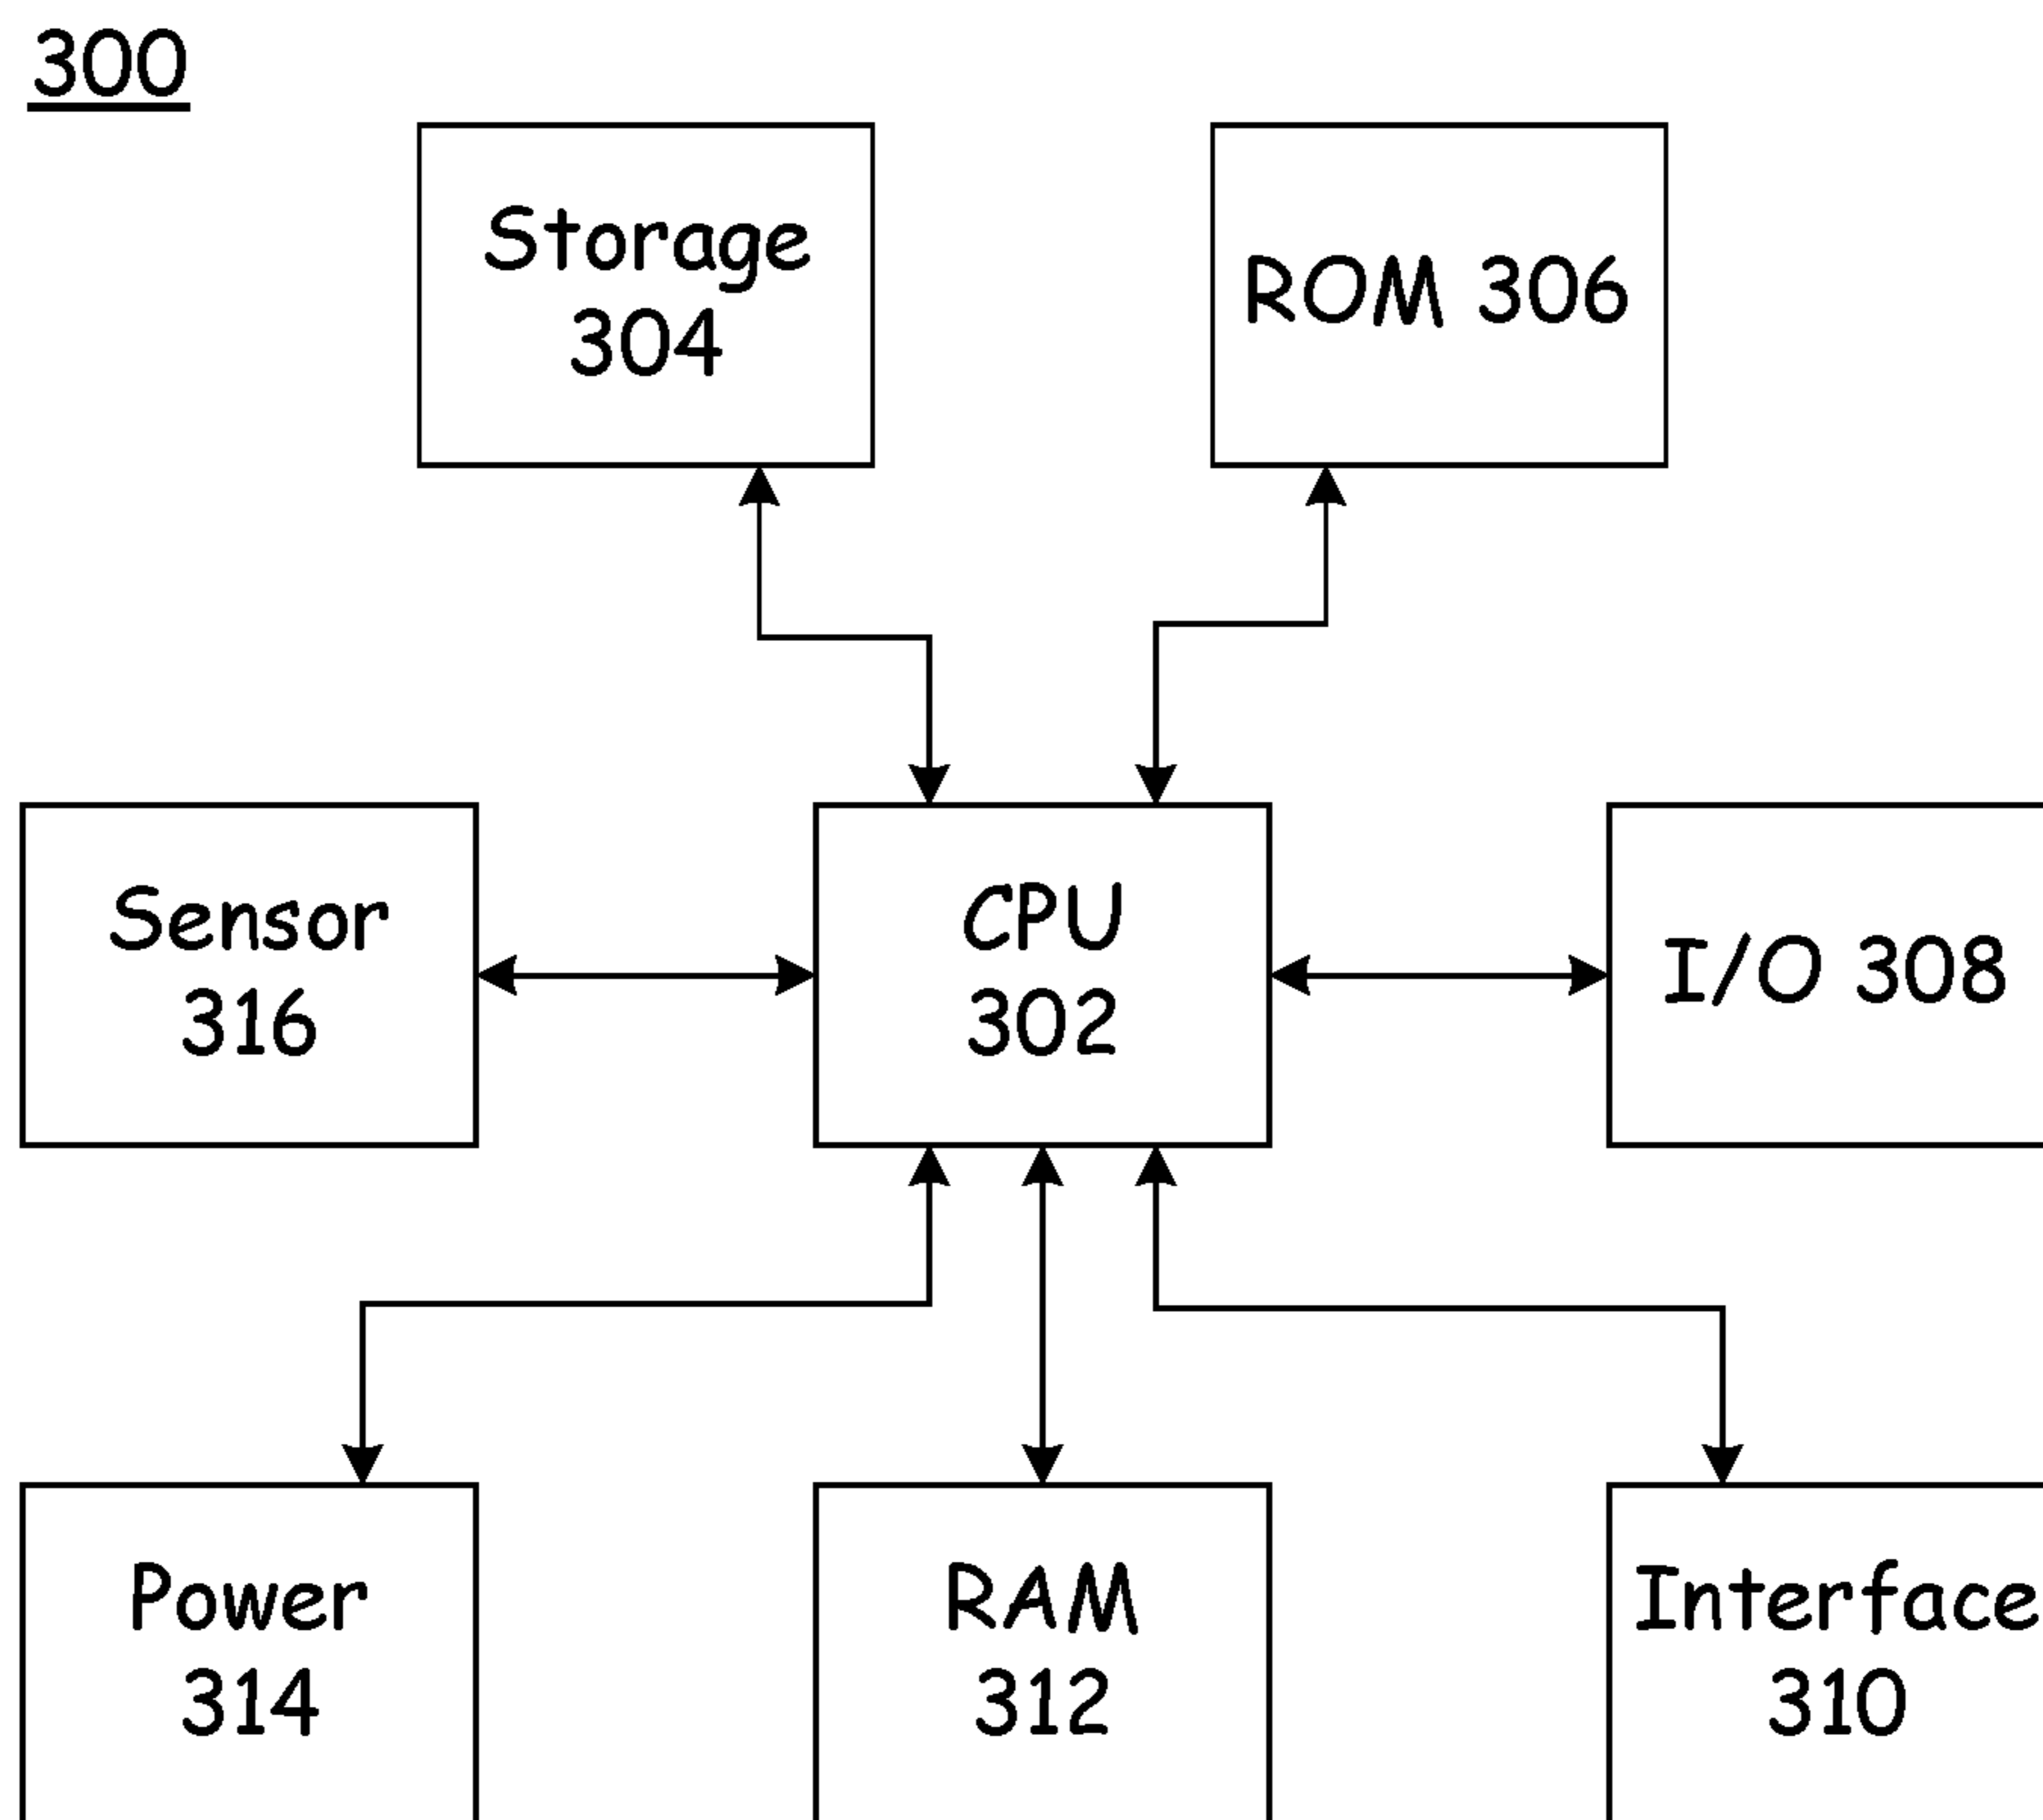 300
Storage
304
ROM 306
Sensor
316
CPU
302
I/O 308
Power
314
RAM
312
Interface
310